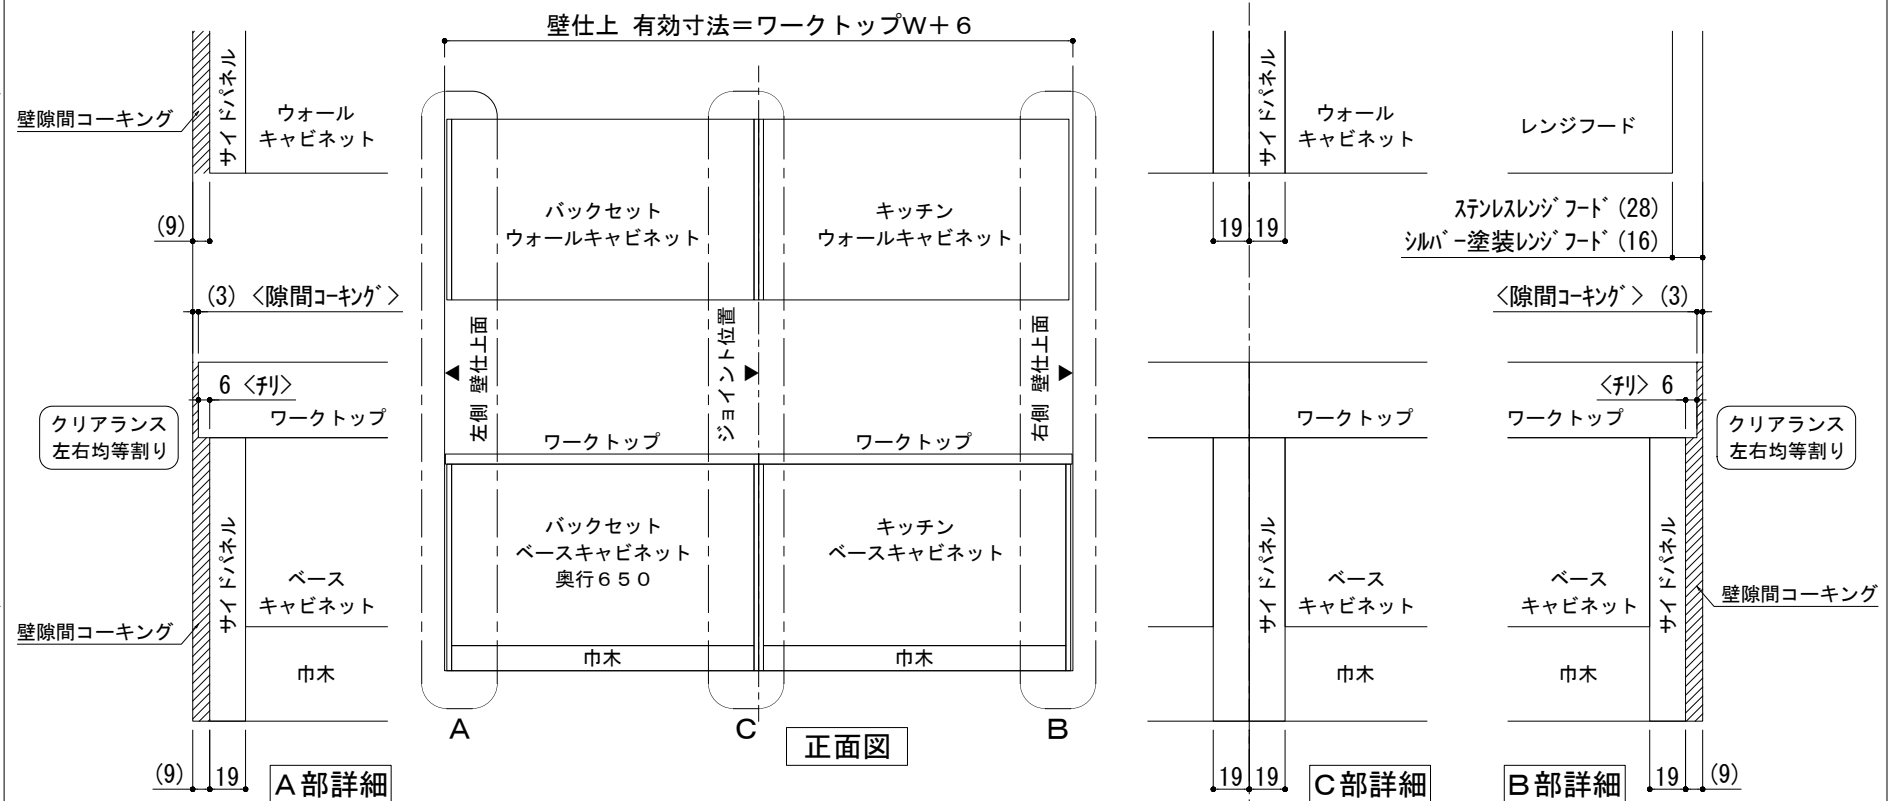 壁仕上 有効寸法＝ワークトップW＋6
壁隙間コーキング
サイドパネル
ウォール
キャビネット
(9)
(3) <隙間ｺｰｷﾝｸﾞ>
6 <ﾁﾘ>
クリアランス
左右均等割り
ワークトップ
サイドパネル
ベース
キャビネット
壁隙間コーキング
巾木
(9) 19
A部詳細
バックセット
ウォールキャビネット
キッチン
ウォールキャビネット
左側 壁仕上面
ジョイント位置
右側 壁仕上面
ワークトップ
ワークトップ
バックセット
ベースキャビネット
奥行650
キッチン
ベースキャビネット
巾木
巾木
A
C
B
正面図
サイドパネル
ウォール
キャビネット
19 19
ワークトップ
サイドパネル
ベース
キャビネット
巾木
19 19
C部詳細
レンジフード
ｽﾃﾝﾚｽﾚﾝｼﾞﾌｰﾄﾞ (28)
ｼﾙﾊﾞｰ塗装ﾚﾝｼﾞﾌｰﾄﾞ (16)
<隙間ｺｰｷﾝｸﾞ> (3)
<ﾁﾘ> 6
ワークトップ
クリアランス
左右均等割り
ベース
キャビネット
サイドパネル
壁隙間コーキング
巾木
B部詳細
19 (9)